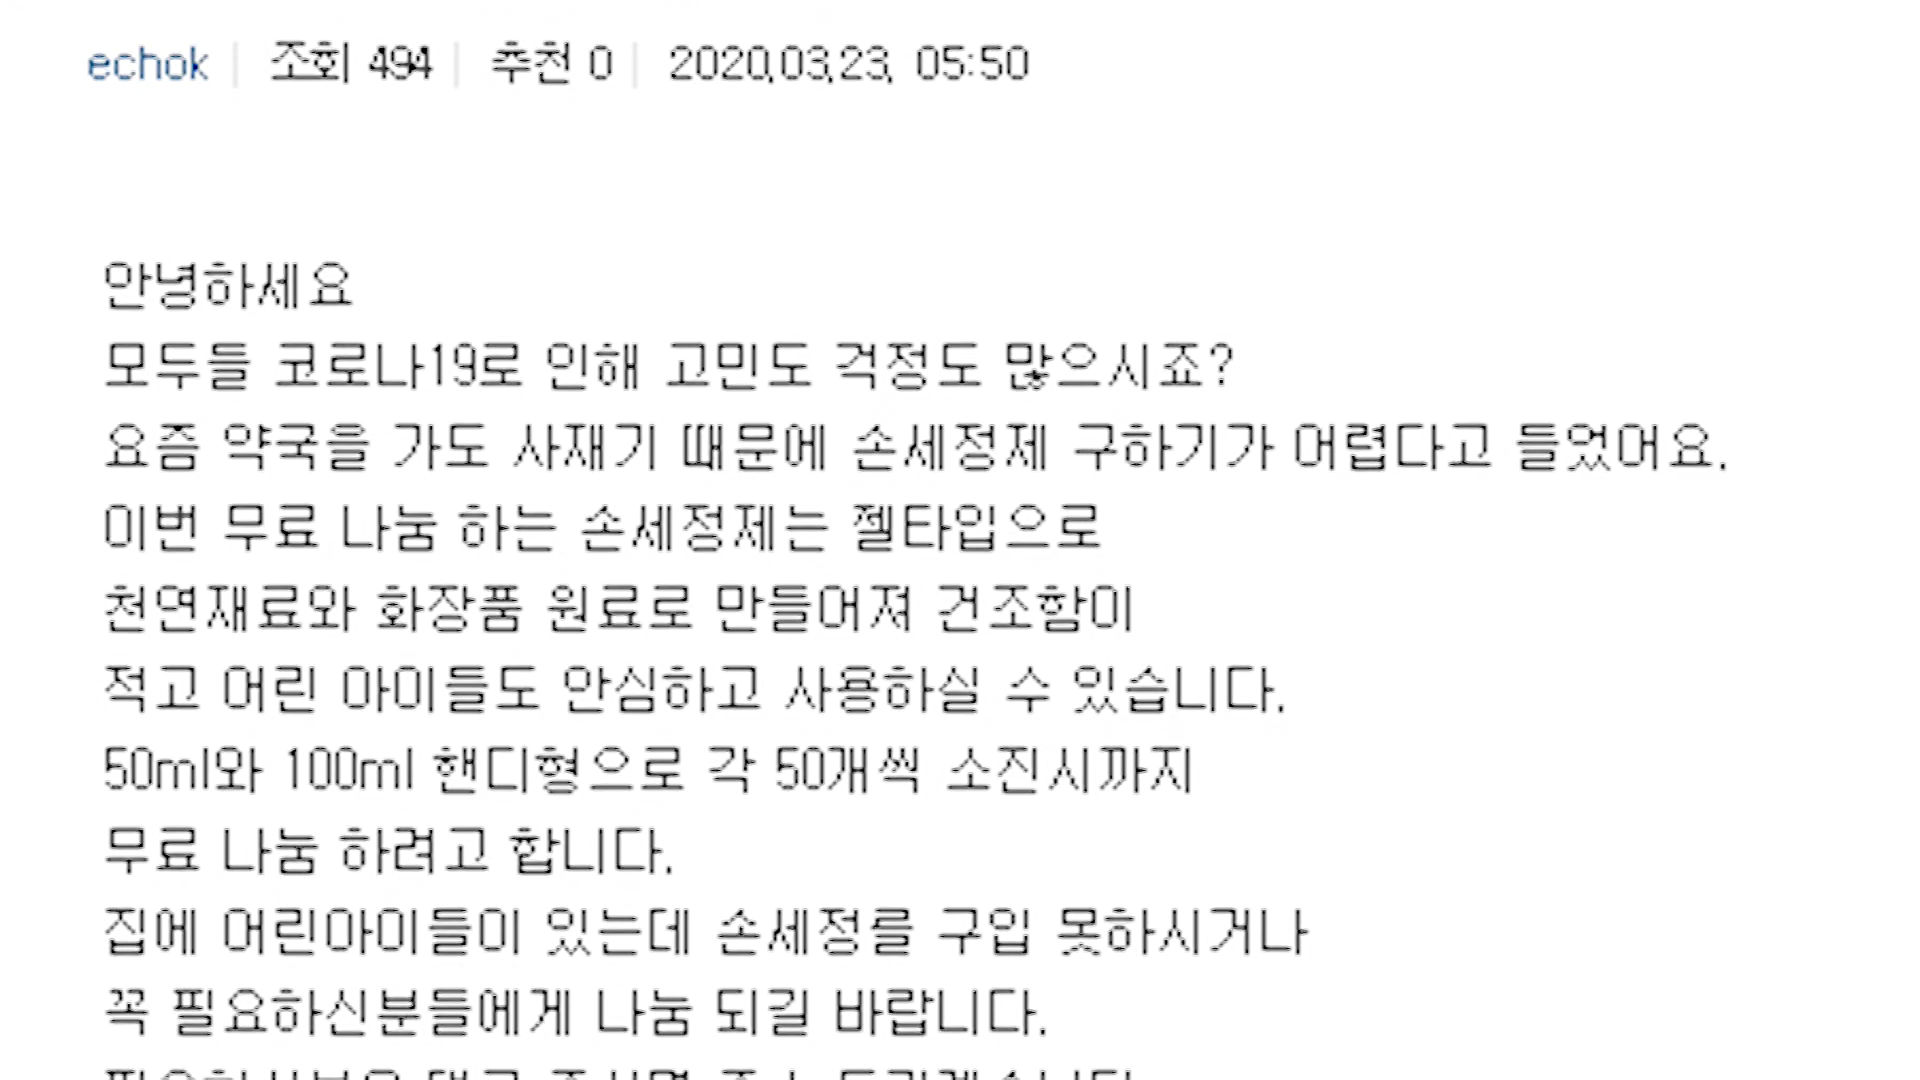 echok 조회 494 추천 0 2020.03.23. 05:50
안녕하세요
모두들 코로나19로 인해 고민도 걱정도 많으시죠?
요즘 약국을 가도 사재기 때문에 손세정제 구하기가 어렵다고 들었어요.
이번 무료 나눔 하는 손세정제는 젤타입으로
천연재료와 화장품 원료로 만들어져 건조함이
적고 어린 아이들도 안심하고 사용하실 수 있습니다.
50ml와 100ml 핸디형으로 각 50개씩 소진시까지
무료 나눔 하려고 합니다.
집에 어린아이들이 있는데 손세정를 구입 못하시거나
꼭 필요하신분들에게 나눔 되길 바랍니다.